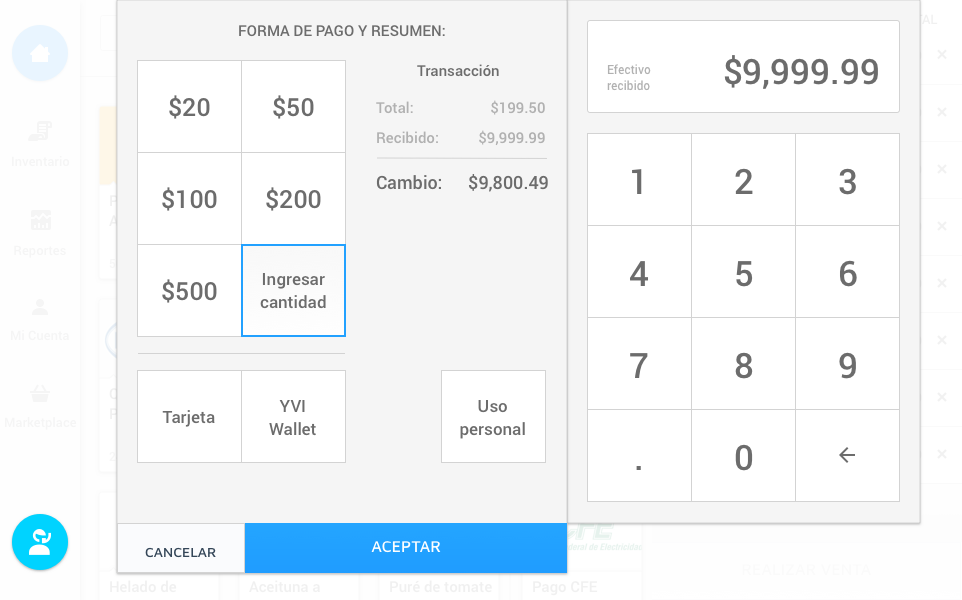 FORMA DE PAGO Y RESUMEN:
$20
$50
$100
$200
$500
Ingresar
cantidad
Tarjeta
YVI
Wallet
Transacción
Total: $199.50
Recibido: $9,999.99
Cambio: $9,800.49
Uso
personal
CANCELAR
ACEPTAR
Efectivo
recibido
$9,999.99
1 2 3
4 5 6
7 8 9
. 0 ←
Inventario
Reportes
Mi Cuenta
Marketplace
Helado de
Aceituna a
Puré de tomate
Pago CFE
REALIZAR VENTA